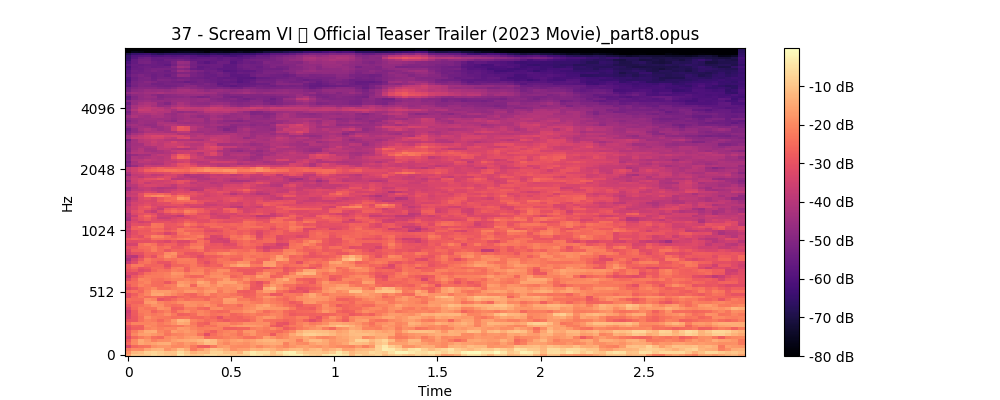 37 - Scream VI ▯ Official Teaser Trailer (2023 Movie)_part8.opus
Hz
4096
2048
1024
512
0
0
0.5
1
1.5
2
2.5
Time
-10 dB
-20 dB
-30 dB
-40 dB
-50 dB
-60 dB
-70 dB
-80 dB